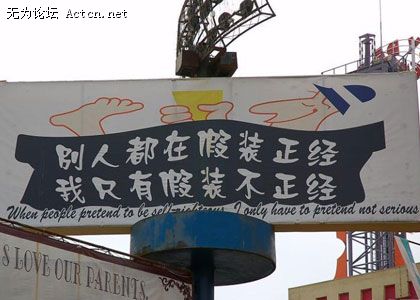 无为论坛 Actcn.net
别人都在假装正经
我只有假装不正经
When people pretend to be self-righteous, I only have to pretend not serious
S LOVE OUR PARENTS.